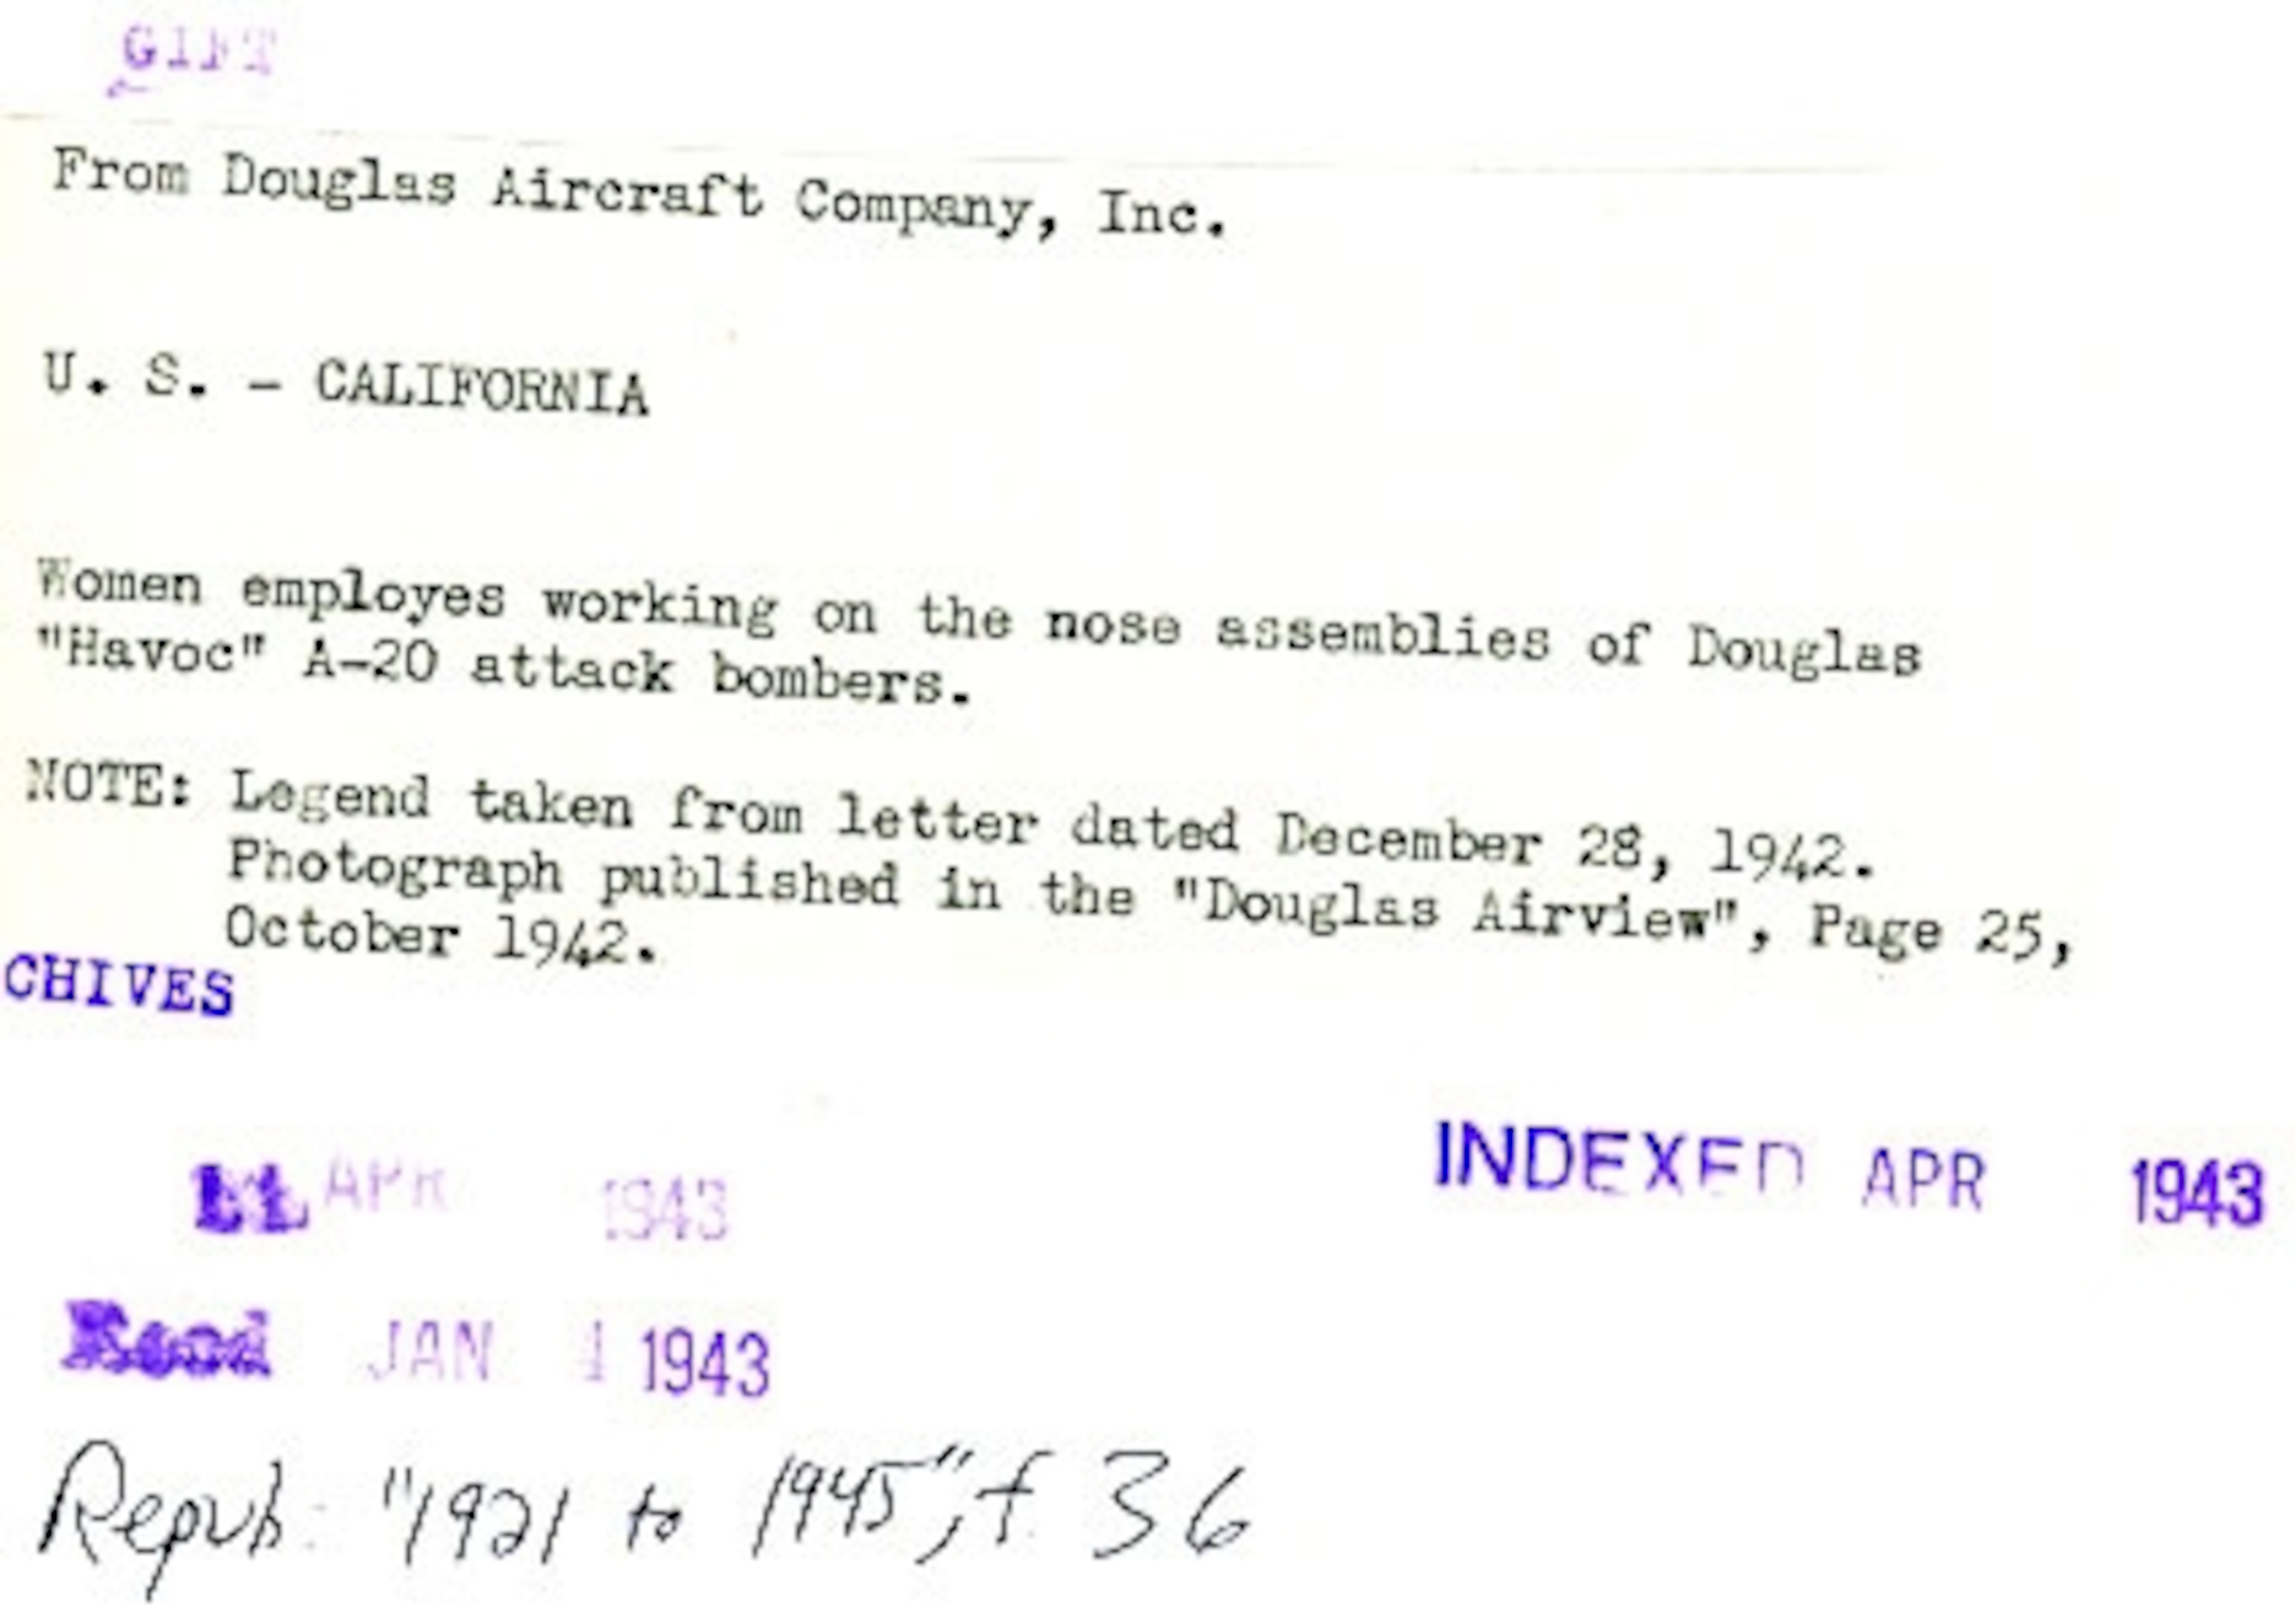 GIFT
From Douglas Aircraft Company, Inc.
U. S. - CALIFORNIA
Women employes working on the nose assemblies of Douglas
"Havoc" A-20 attack bombers.
NOTE: Legend taken from letter dated December 28, 1942.
Photograph published in the "Douglas Airview", Page 25,
October 1942.
CHIVES
APR 1943
INDEXED APR 1943
JAN 1943
Repub: "1921 to 1945", f. 36